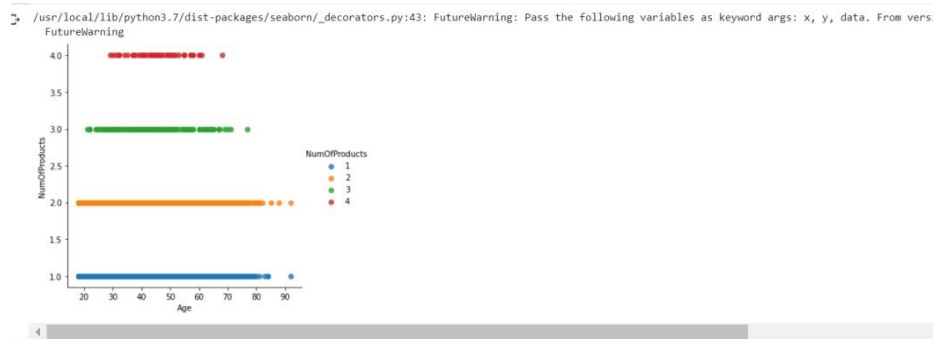 /usr/local/lib/python3.7/dist-packages/seaborn/_decorators.py:43: FutureWarning: Pass the following variables as keyword args: x, y, data. From vers
FutureWarning
4.0
3.5
3.0
2.5
2.0
1.5
1.0
NumOfProducts
20 30 40 50 60 70 80 90
Age
NumOfProducts
1
2
3
4